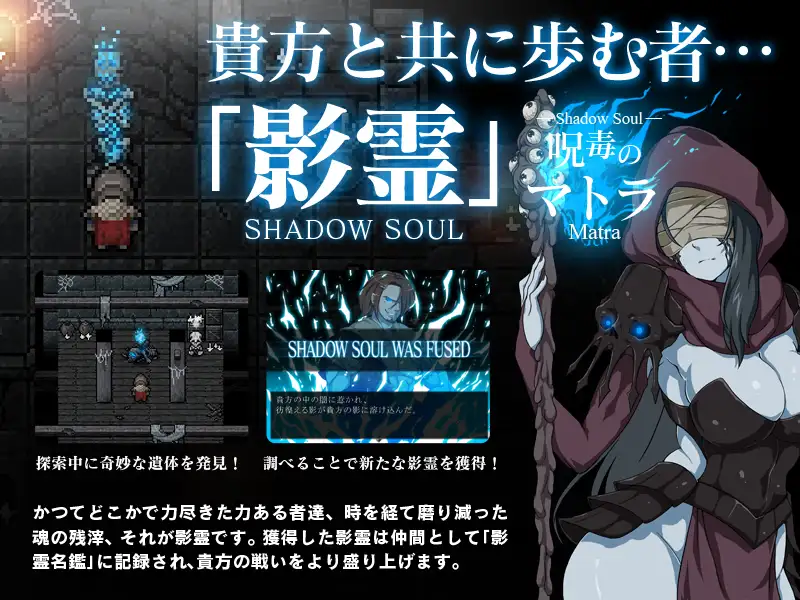 貴方と共に歩む者…
「影霊」
SHADOW SOUL
Shadow Soul
呪毒の
マトラ
Matra
SHADOW SOUL WAS FUSED
貴方の中の闇に惹かれ、
彷徨える影が貴方の影に溶け込んだ。
探索中に奇妙な遺体を発見！
調べることで新たな影霊を獲得！
かつてどこかで力尽きた力ある者達、時を経て磨り減った
魂の残滓、それが影霊です。獲得した影霊は仲間として「影
霊名鑑」に記録され、貴方の戦いをより盛り上げます。